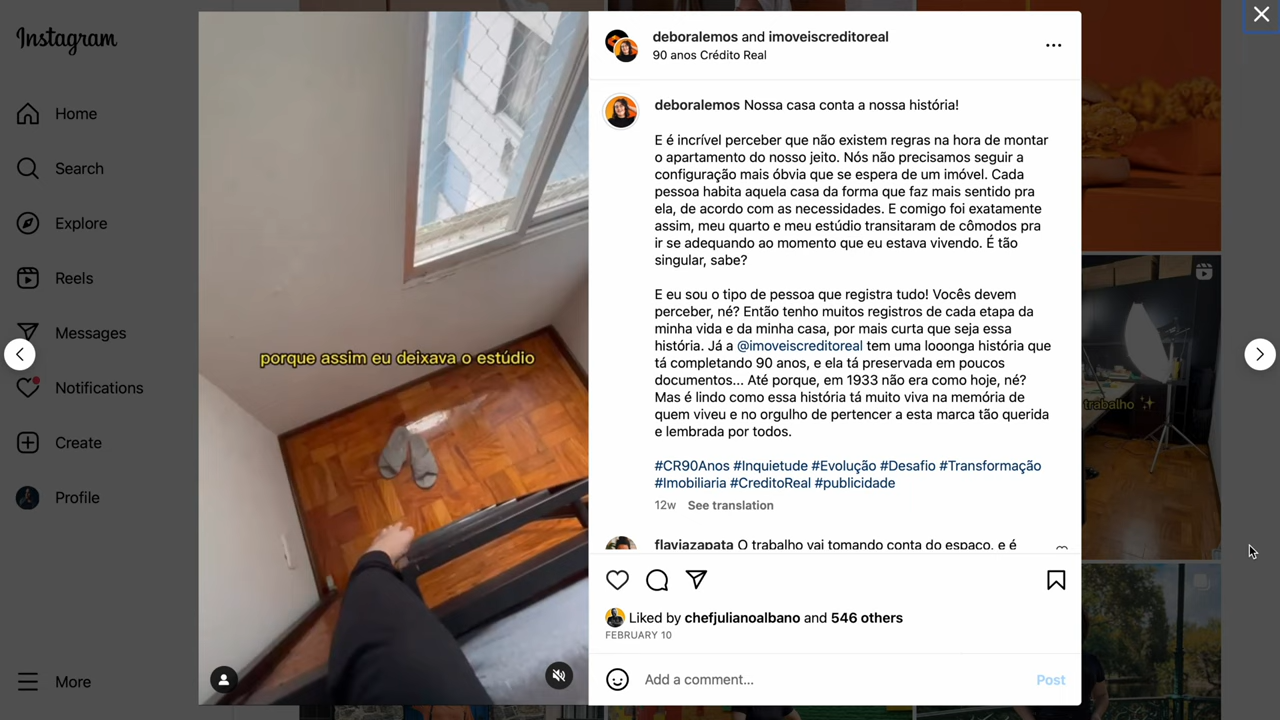 Instagram
Home
Search
Explore
Reels
Messages
Notifications
Create
Profile
More
porque assim eu deixava o estúdio
deboralemos and imoveiscreditoreal
90 anos Crédito Real
deboralemos Nossa casa conta a nossa história!
E é incrível perceber que não existem regras na hora de montar
o apartamento do nosso jeito. Nós não precisamos seguir a
configuração mais óbvia que se espera de um imóvel. Cada
pessoa habita aquela casa da forma que faz mais sentido pra
ela, de acordo com as necessidades. E comigo foi exatamente
assim, meu quarto e meu estúdio transitaram de cômodos pra
ir se adequando ao momento que eu estava vivendo. É tão
singular, sabe?
E eu sou o tipo de pessoa que registra tudo! Vocês devem
perceber, né? Então tenho muitos registros de cada etapa da
minha vida e da minha casa, por mais curta que seja essa
história. Já a @imoveiscreditoreal tem uma looonga história que
tá completando 90 anos, e ela tá preservada em poucos
documentos... Até porque, em 1933 não era como hoje, né?
Mas é lindo como essa história tá muito viva na memória de
quem viveu e no orgulho de pertencer a esta marca tão querida
e lembrada por todos.
#CR90Anos #Inquietude #Evolução #Desafio #Transformação
#Imobiliaria #CreditoReal #publicidade
12w See translation
flaviazapata O trabalho vai tomando conta do espaço, e é
Liked by chefjulianoalbano and 546 others
FEBRUARY 10
Add a comment...
Post
trabalho